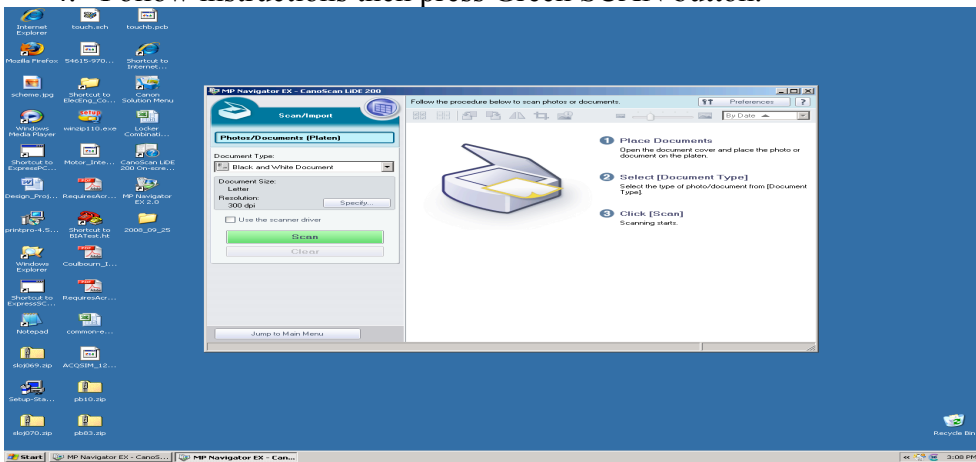 4. Follow instructions then press Green SCAN button.
Internet Explorer
touch.sch
touchb.pcb
Mozilla Firefox
54615-970...
Shortcut to Internet...
scheme.jpg
Shortcut to ElecEng_Co...
Canon Solution Menu
Windows Media Player
winzip110.exe
Locker Combinati...
Shortcut to ExpressPC...
Motor_Inte...
CanoScan LiDE 200 On-scre...
Design_Proj...
RequiresAcr...
MP Navigator EX 2.0
printpro-4.5...
Shortcut to BIATest.ht
2008_09_25
Windows Explorer
Coulbourn_I...
Shortcut to ExpressSC...
RequiresAcr...
Notepad
common-e...
sloj069.zip
ACQSIM_12...
Setup-Sta...
pb10.zip
sloj070.zip
pb03.zip
MP Navigator EX - CanoScan LiDE 200
Scan/Import
Photos/Documents (Platen)
Document Type:
Black and White Document
Document Size:
Letter
Resolution:
300 dpi
Specify...
Use the scanner driver
Scan
Clear
Jump to Main Menu
Follow the procedure below to scan photos or documents.
Preferences
?
By Date
1 Place Documents
Open the document cover and place the photo or
document on the platen.
2 Select [Document Type]
Select the type of photo/document from [Document
Type].
3 Click [Scan]
Scanning starts.
Recycle Bin
Start
MP Navigator EX - CanoS...
MP Navigator EX - Can...
3:08 PM